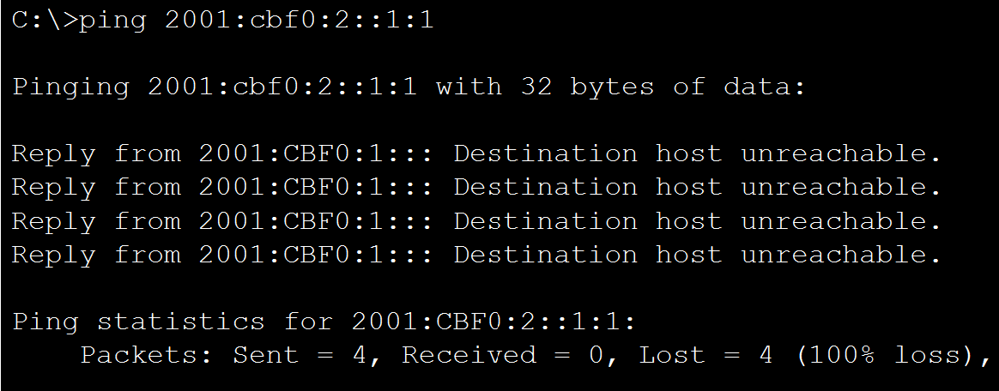 C:\>ping 2001:cbf0:2::1:1
Pinging 2001:cbf0:2::1:1 with 32 bytes of data:
Reply from 2001:CBF0:1::: Destination host unreachable.
Reply from 2001:CBF0:1::: Destination host unreachable.
Reply from 2001:CBF0:1::: Destination host unreachable.
Reply from 2001:CBF0:1::: Destination host unreachable.
Ping statistics for 2001:CBF0:2::1:1:
    Packets: Sent = 4, Received = 0, Lost = 4 (100% loss),